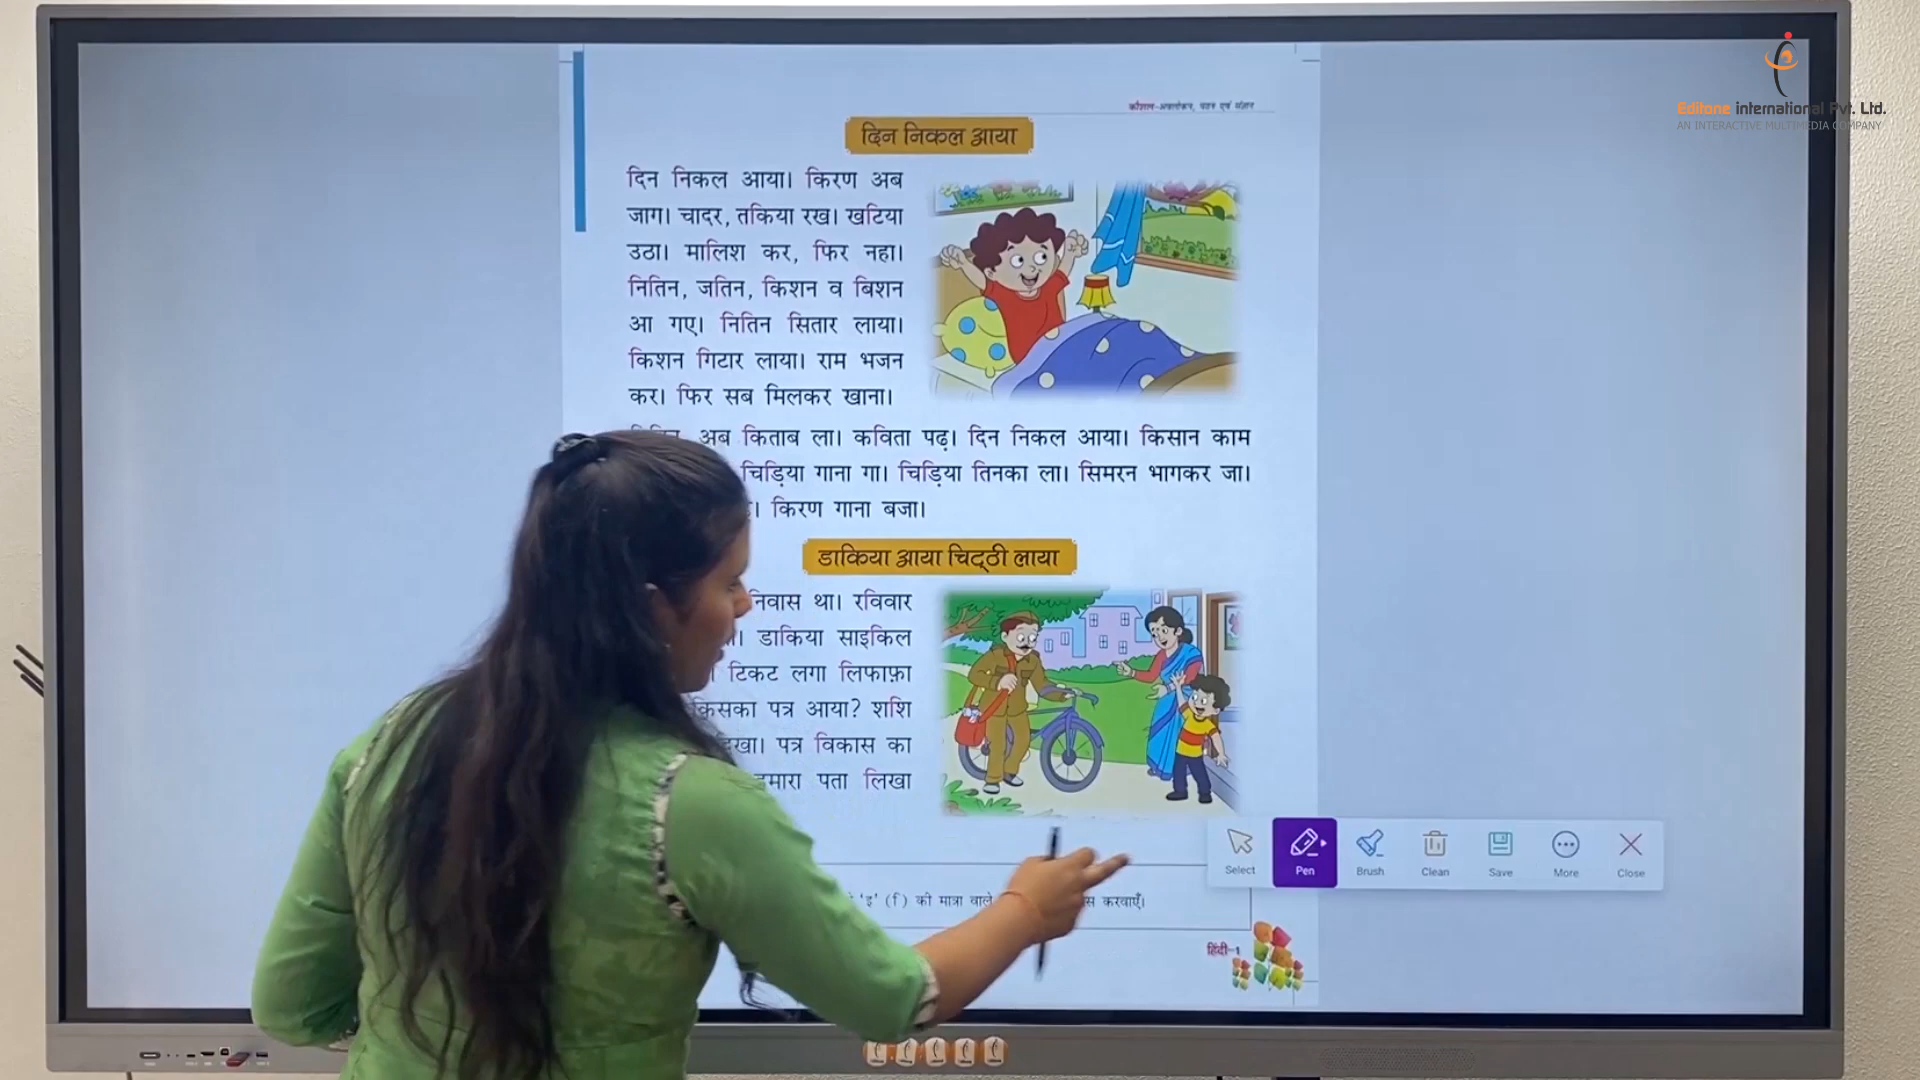 Editone international Pvt. Ltd.
AN INTERACTIVE MULTIMEDIA COMPANY
कौशल-अवलोकन, पठन एवं
दिन निकल आया
दिन निकल आया। किरण अब
जाग। चादर, तकिया रख। खटिया
उठा। मालिश कर, फिर नहा।
नितिन, जतिन, किशन व बिशन
आ गए। नितिन सितार लाया।
किशन गिटार लाया। राम भजन
कर। फिर सब मिलकर खाना।
अब किताब ला। कविता पढ़। दिन निकल आया। किसान काम
चिड़िया गाना गा। चिड़िया तिनका ला। सिमरन भागकर जा।
किरण गाना बजा।
डाकिया आया चिट्ठी लाया
निवास था। रविवार
डाकिया साइकिल
टिकट लगा लिफाफ़ा
पत्र आया? शशि
पत्र विकास का
हमारा पता लिखा
Select Pen Brush Clean Save More Close
'इ' (ि) की मात्रा वाले करवाएँ।
हिंदी-1